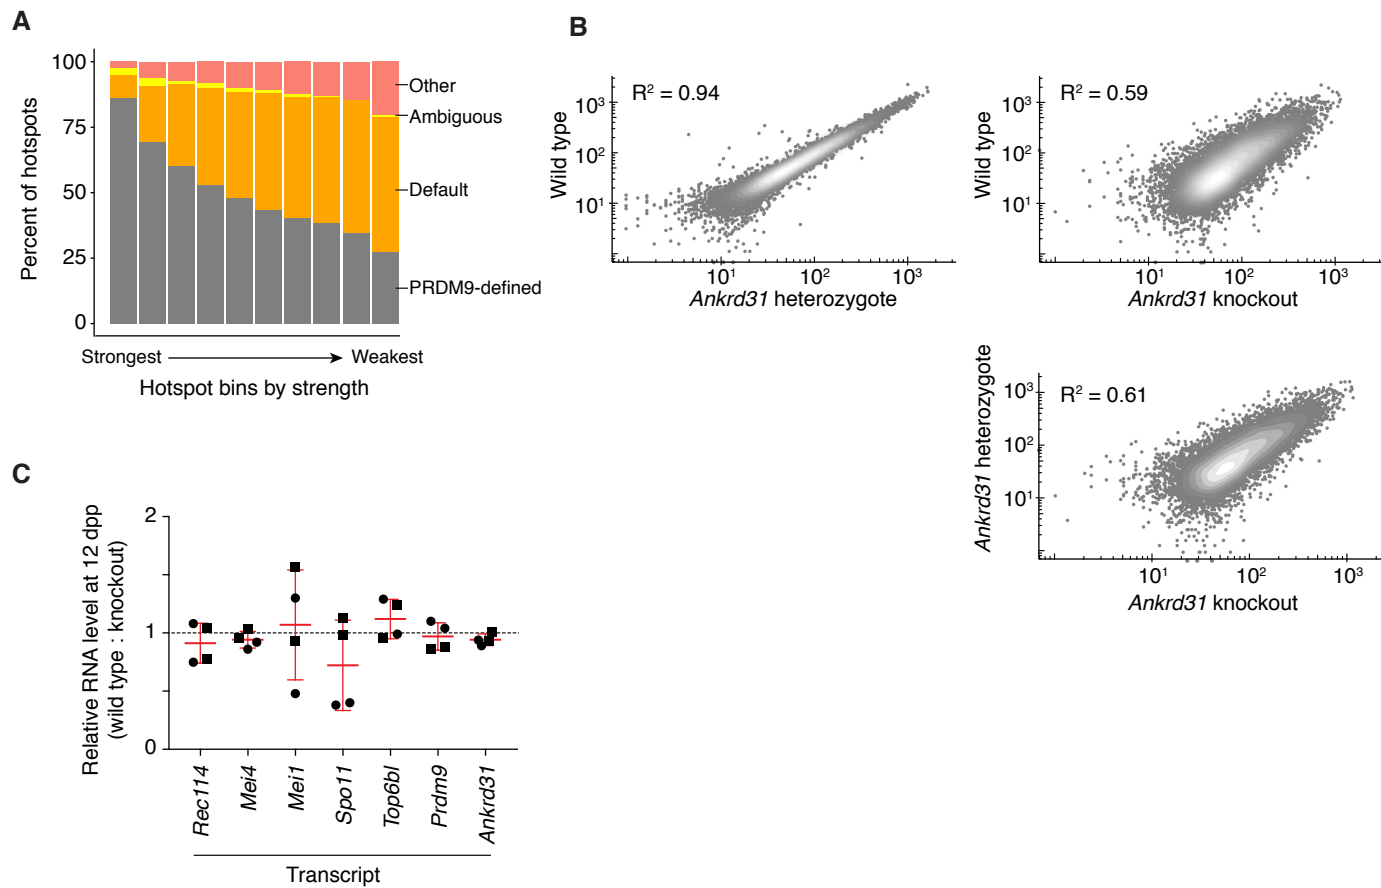 A
100
75
50
25
0
Percent of hotspots
Other
Ambiguous
Default
PRDM9-defined
Strongest
Weakest
Hotspot bins by strength
B
R² = 0.94
10³
10²
10¹
Wild type
10¹
10²
10³
Ankrd31 heterozygote
R² = 0.59
10³
10²
10¹
Wild type
10¹
10²
10³
Ankrd31 knockout
R² = 0.61
10³
10²
10¹
Ankrd31 heterozygote
10¹
10²
10³
Ankrd31 knockout
C
2
1
0
Relative RNA level at 12 dpp
(wild type : knockout)
Rec114
Mei4
Mei1
Spo11
Top6bl
Prdm9
Ankrd31
Transcript